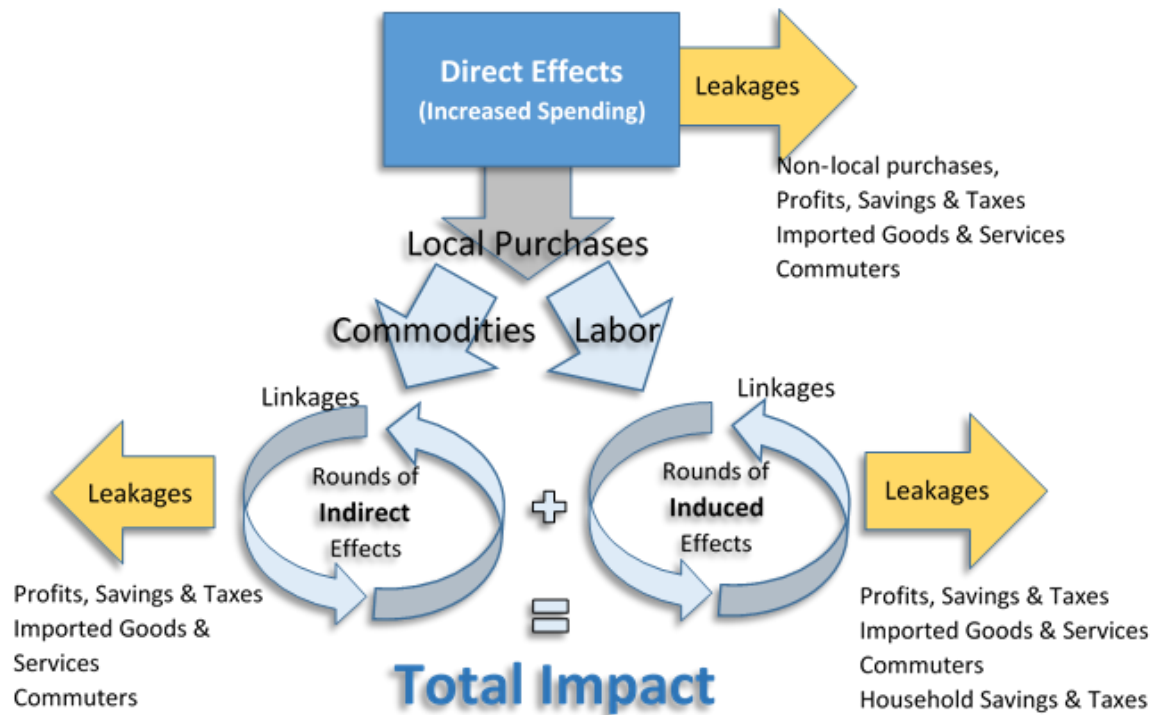 Direct Effects
(Increased Spending)
Leakages
Non-local purchases,
Profits, Savings & Taxes
Imported Goods & Services
Commuters
Local Purchases
Commodities
Labor
Linkages
Linkages
Leakages
Rounds of
Indirect
Effects
+
Rounds of
Induced
Effects
Leakages
=
Profits, Savings & Taxes
Imported Goods &
Services
Commuters
Total Impact
Profits, Savings & Taxes
Imported Goods & Services
Commuters
Household Savings & Taxes